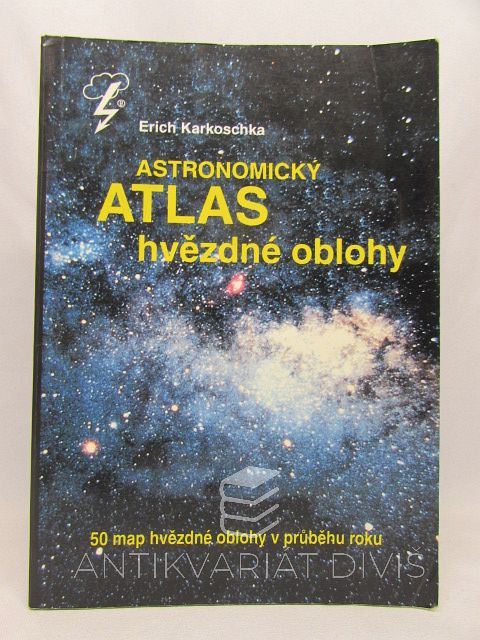 ®
Erich Karkoschka
ASTRONOMICKÝ
ATLAS
hvězdné oblohy
50 map hvězdné oblohy v průběhu roku
ANTIKVARIÁT DIVIŠ